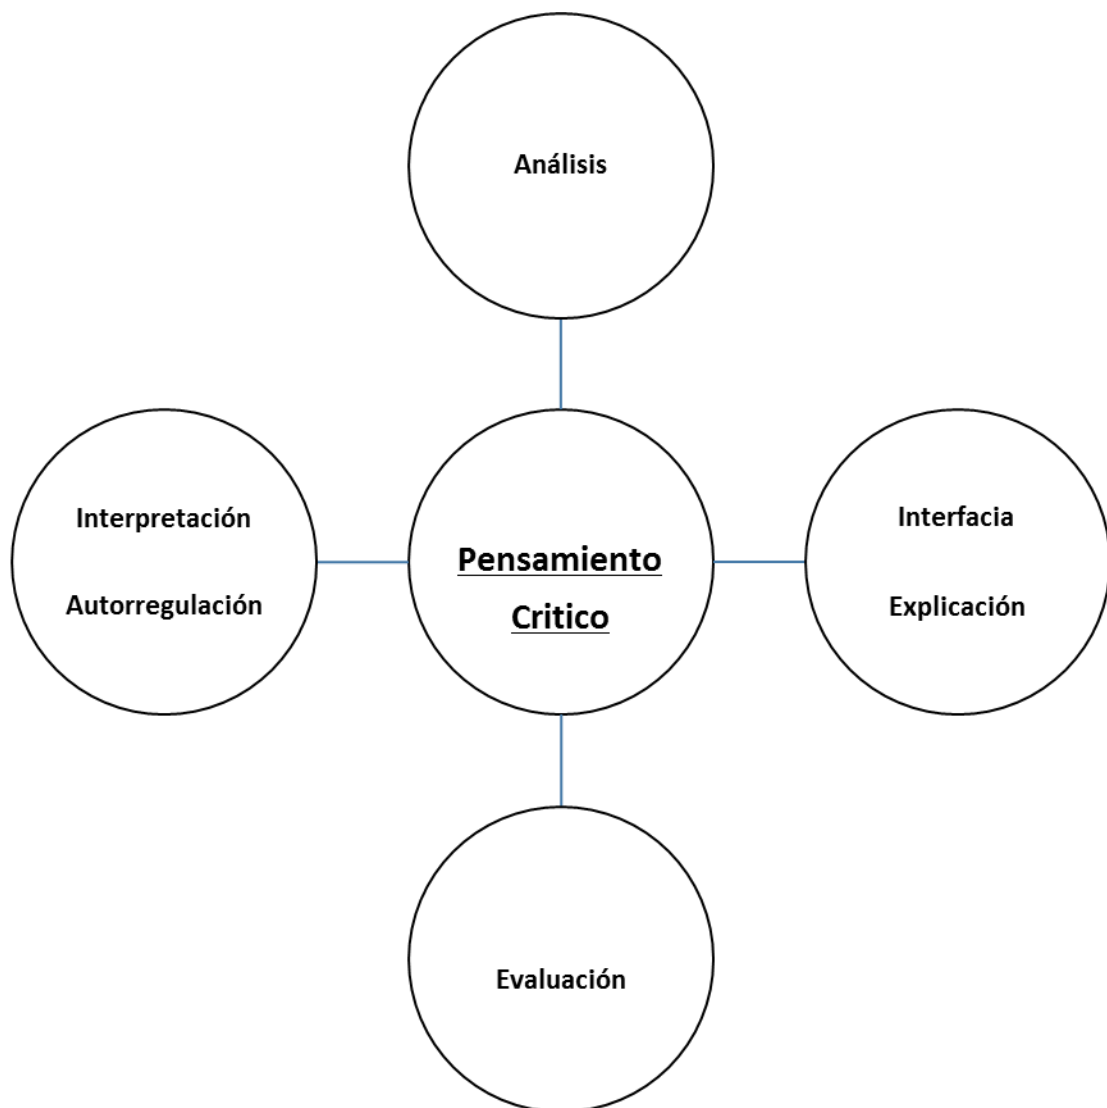 Análisis
Interpretación
Autorregulación
Pensamiento
Critico
Interfacia
Explicación
Evaluación